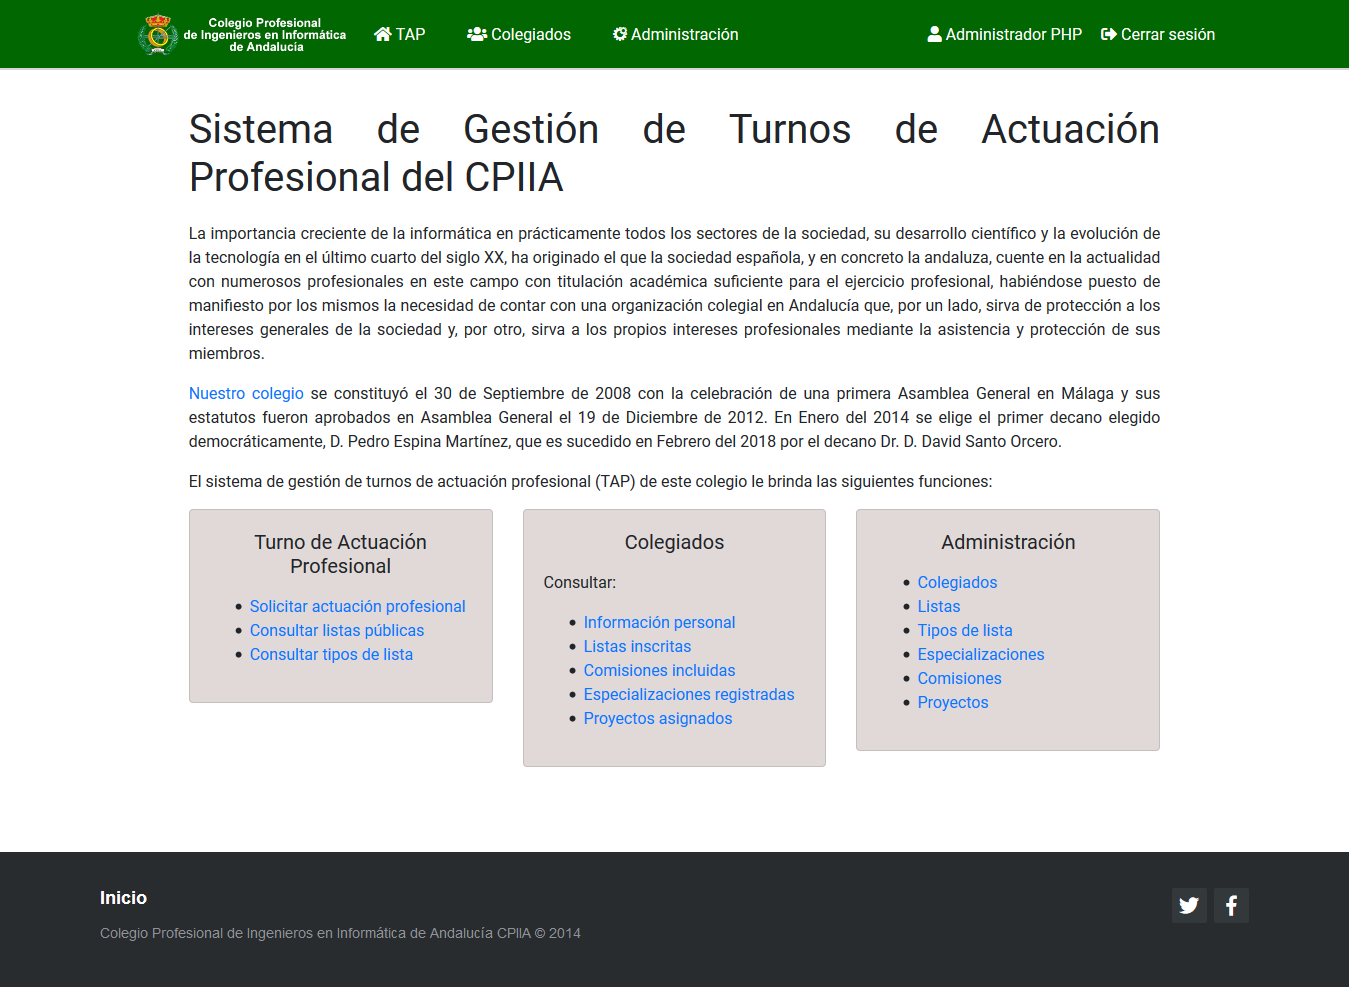 Colegio Profesional
de Ingenieros en Informática
de Andalucía
TAP
Colegiados
Administración
Administrador PHP
Cerrar sesión
Sistema de Gestión de Turnos de Actuación
Profesional del CPIIA
La importancia creciente de la informática en prácticamente todos los sectores de la sociedad, su desarrollo científico y la evolución de
la tecnología en el último cuarto del siglo XX, ha originado el que la sociedad española, y en concreto la andaluza, cuente en la actualidad
con numerosos profesionales en este campo con titulación académica suficiente para el ejercicio profesional, habiéndose puesto de
manifiesto por los mismos la necesidad de contar con una organización colegial en Andalucía que, por un lado, sirva de protección a los
intereses generales de la sociedad y, por otro, sirva a los propios intereses profesionales mediante la asistencia y protección de sus
miembros.
Nuestro colegio se constituyó el 30 de Septiembre de 2008 con la celebración de una primera Asamblea General en Málaga y sus
estatutos fueron aprobados en Asamblea General el 19 de Diciembre de 2012. En Enero del 2014 se elige el primer decano elegido
democráticamente, D. Pedro Espina Martínez, que es sucedido en Febrero del 2018 por el decano Dr. D. David Santo Orcero.
El sistema de gestión de turnos de actuación profesional (TAP) de este colegio le brinda las siguientes funciones:
Turno de Actuación
Profesional
Solicitar actuación profesional
Consultar listas públicas
Consultar tipos de lista
Colegiados
Consultar:
Información personal
Listas inscritas
Comisiones incluidas
Especializaciones registradas
Proyectos asignados
Administración
Colegiados
Listas
Tipos de lista
Especializaciones
Comisiones
Proyectos
Inicio
Colegio Profesional de Ingenieros en Informática de Andalucía CPIIA © 2014